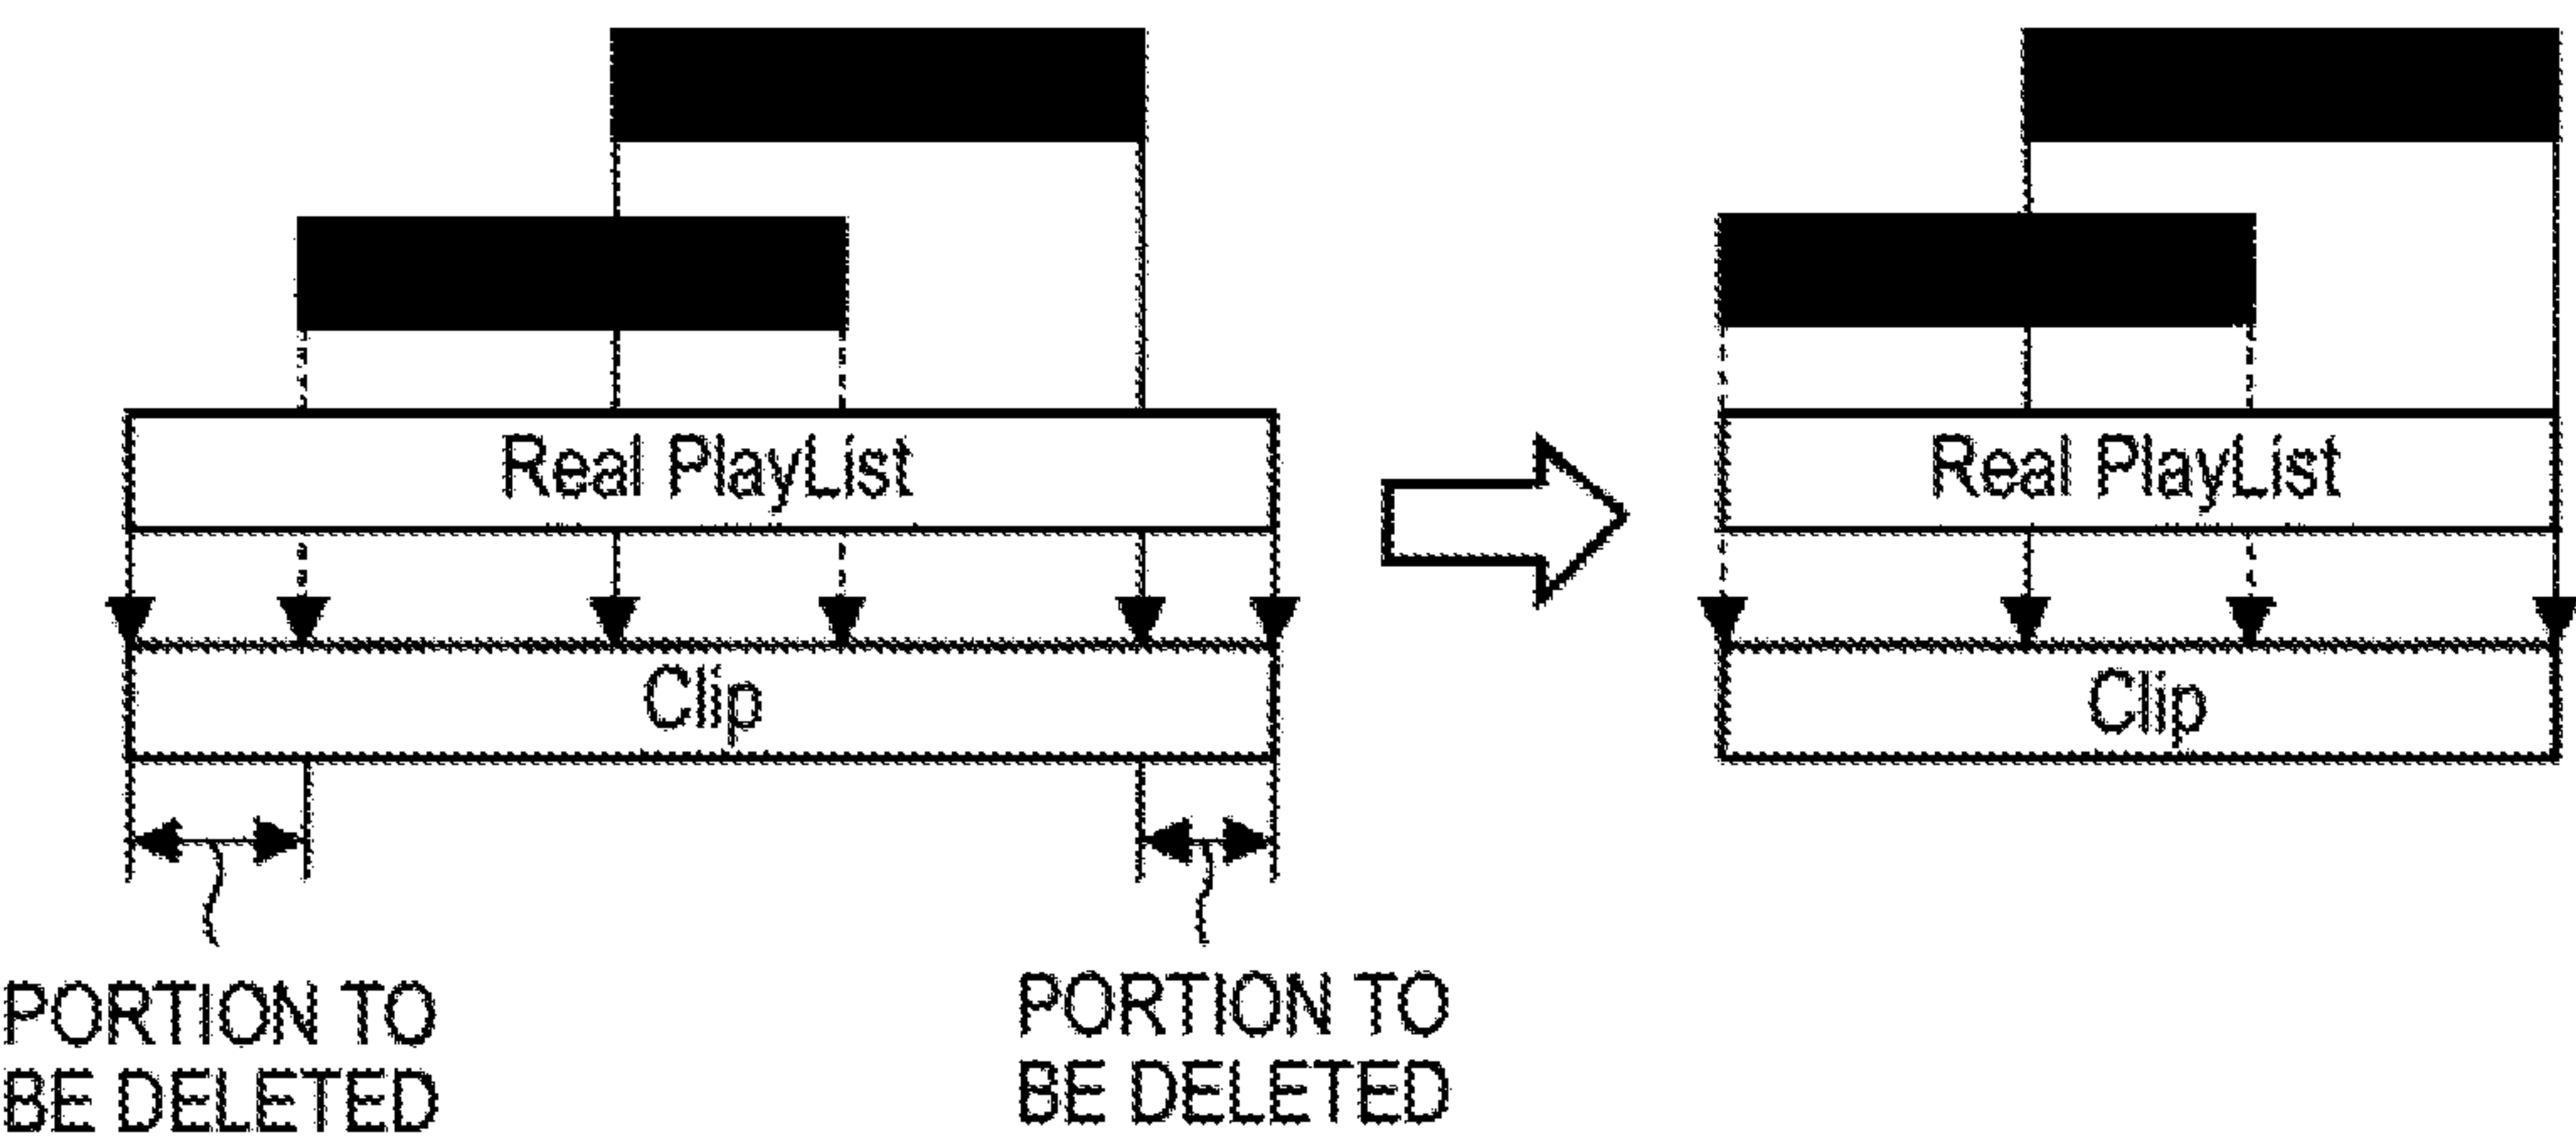 Real PlayList
Real PlayList
Clip
Clip
PORTION TO
BE DELETED
PORTION TO
BE DELETED